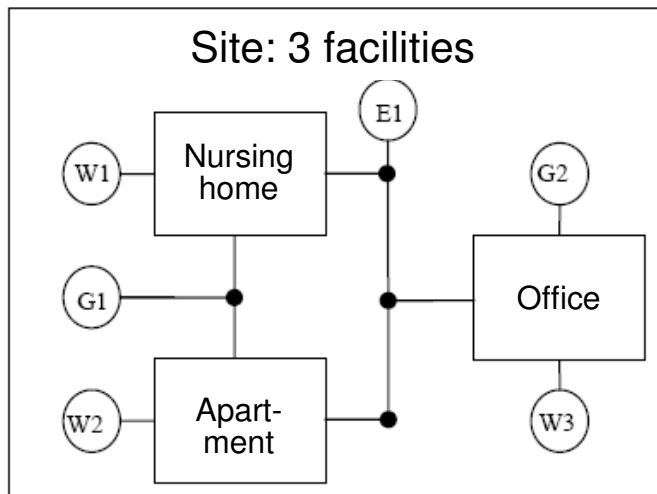 Site: 3 facilities
E1
Nursing
home
W1
G2
G1
Office
Apart-
ment
W2
W3